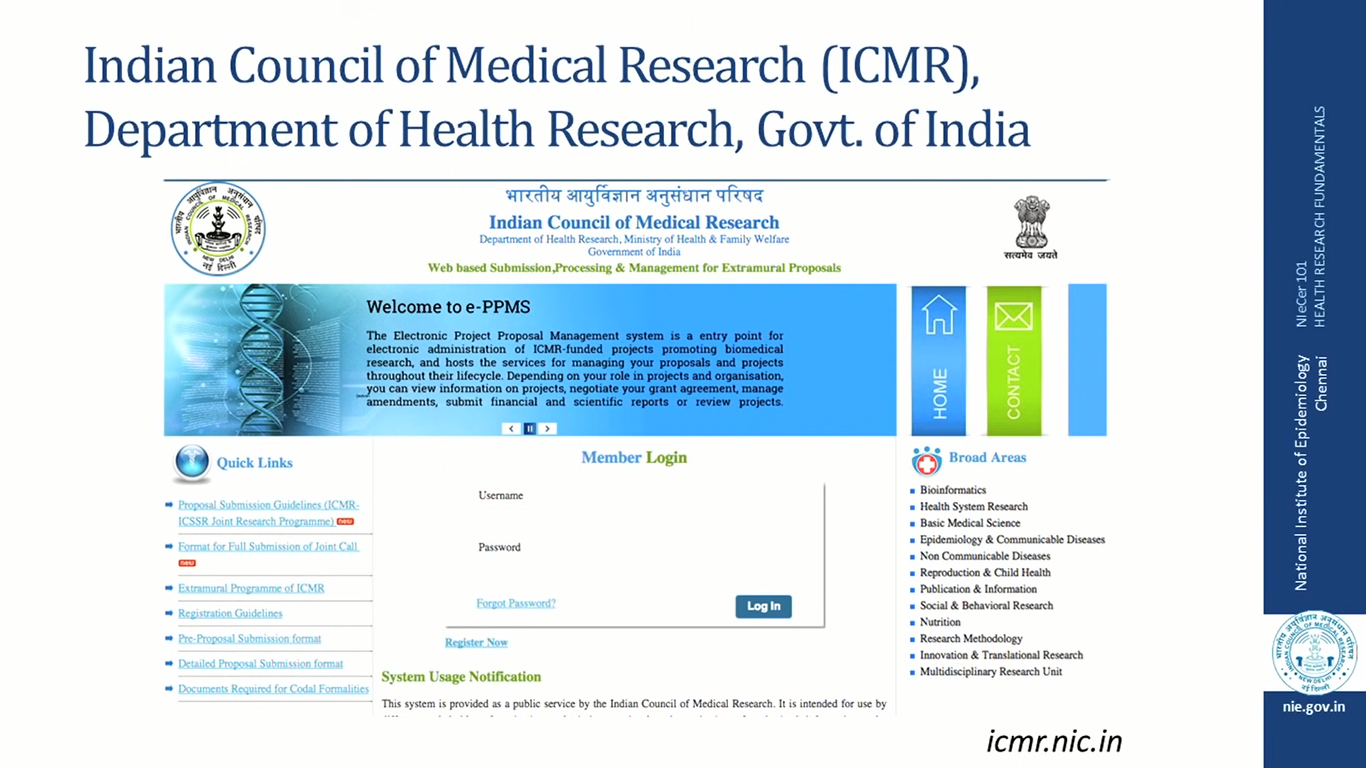 Indian Council of Medical Research (ICMR),
Department of Health Research, Govt. of India
भारतीय आयुर्विज्ञान अनुसंधान परिषद
Indian Council of Medical Research
Department of Health Research, Ministry of Health & Family Welfare
Government of India
Web based Submission,Processing & Management for Extramural Proposals
सत्यमेव जयते
INDIAN COUNCIL OF MEDICAL RESEARCH
NEW DELHI
नई दिल्ली
Welcome to e-PPMS
The Electronic Project Proposal Management system is a entry point for
electronic administration of ICMR-funded projects promoting biomedical
research, and hosts the services for managing your proposals and projects
throughout their lifecycle. Depending on your role in projects and organisation,
you can view information on projects, negotiate your grant agreement, manage
amendments, submit financial and scientific reports or review projects.
HOME
CONTACT
Quick Links
Proposal Submission Guidelines (ICMR-
ICSSR Joint Research Programme) new
Format for Full Submission of Joint Call
new
Extramural Programme of ICMR
Registration Guidelines
Pre-Proposal Submission format
Detailed Proposal Submission format
Documents Required for Codal Formalities
Member Login
Username
Password
Forgot Password?
Log In
Register Now
System Usage Notification
This system is provided as a public service by the Indian Council of Medical Research. It is intended for use by
Broad Areas
Bioinformatics
Health System Research
Basic Medical Science
Epidemiology & Communicable Diseases
Non Communicable Diseases
Reproduction & Child Health
Publication & Information
Social & Behavioral Research
Nutrition
Research Methodology
Innovation & Translational Research
Multidisciplinary Research Unit
icmr.nic.in
NIeCer 101
HEALTH RESEARCH FUNDAMENTALS
National Institute of Epidemiology
Chennai
nie.gov.in